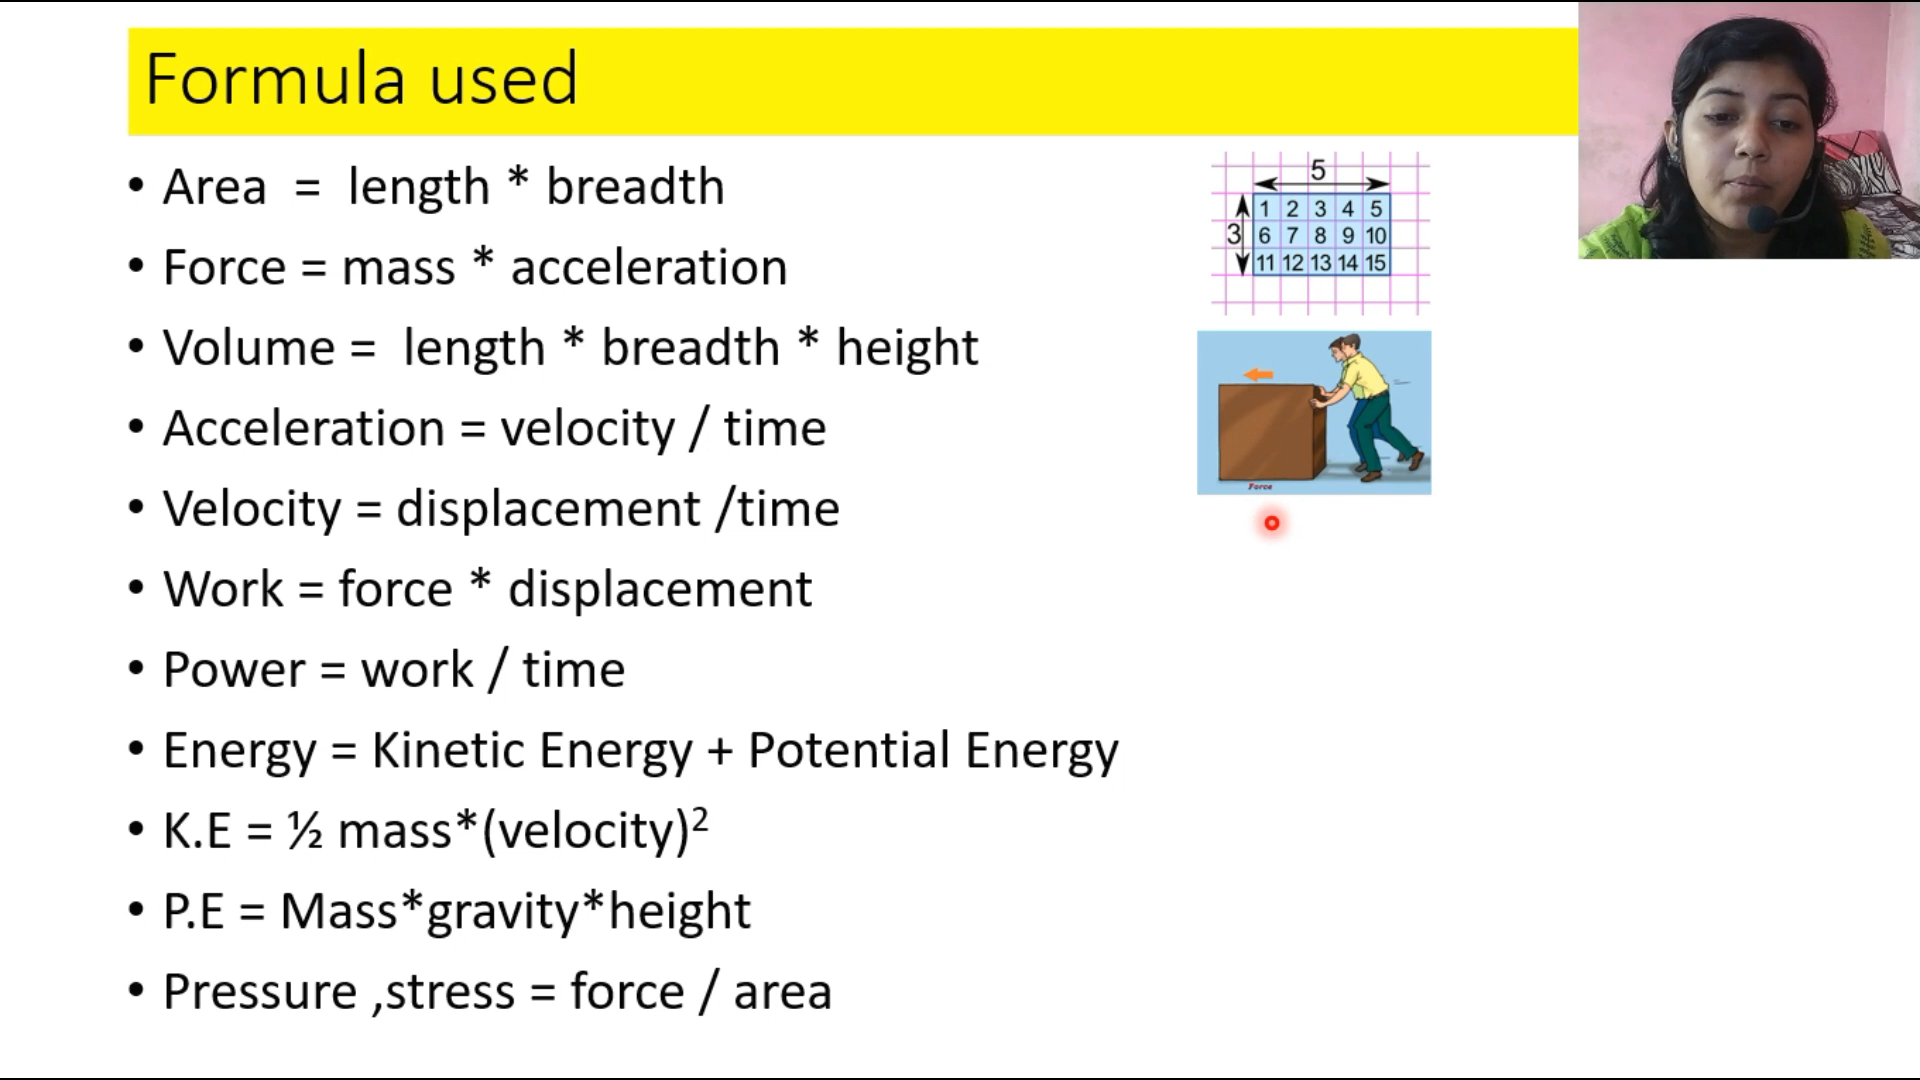 Formula used
• Area = length * breadth
• Force = mass * acceleration
• Volume = length * breadth * height
• Acceleration = velocity / time
• Velocity = displacement /time
• Work = force * displacement
• Power = work / time
• Energy = Kinetic Energy + Potential Energy
• K.E = ½ mass*(velocity)²
• P.E = Mass*gravity*height
• Pressure ,stress = force / area
5
3
1 2 3 4 5
6 7 8 9 10
11 12 13 14 15
Force